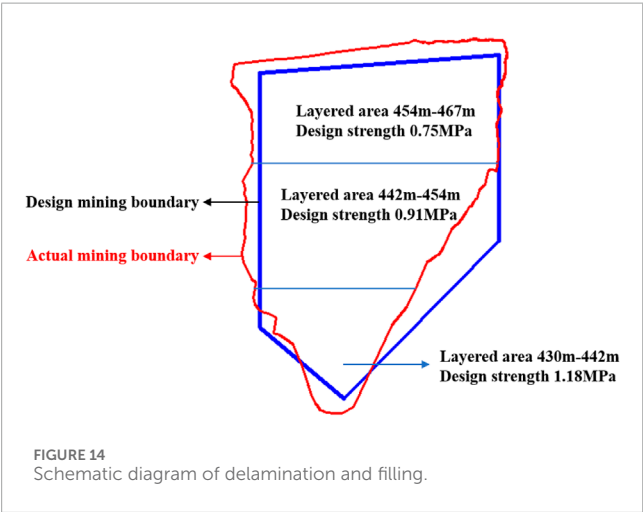 Layered area 454m-467m
Design strength 0.75MPa
Layered area 442m-454m
Design strength 0.91MPa
Design mining boundary
Actual mining boundary
Layered area 430m-442m
Design strength 1.18MPa
FIGURE 14
Schematic diagram of delamination and filling.